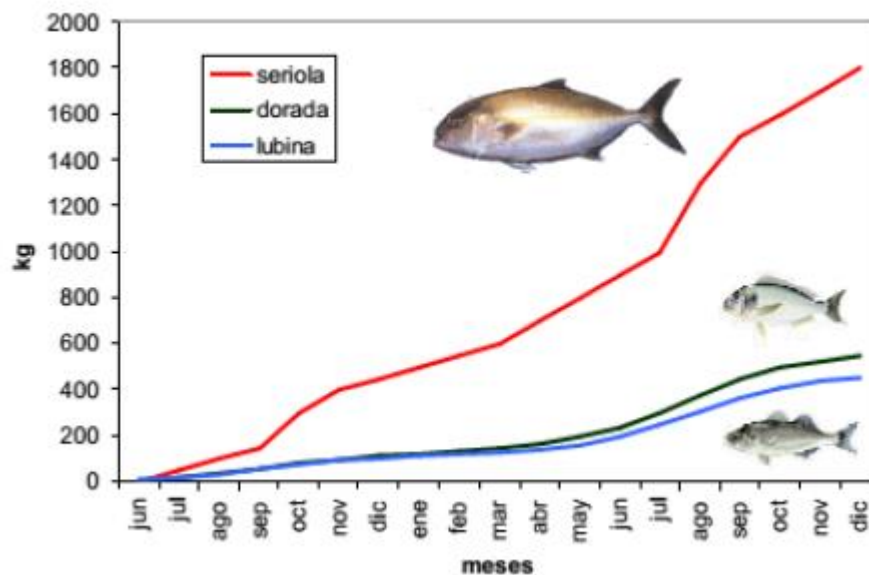 2000
1800
1600
1400
1200
1000
800
600
400
200
0
kg
seriola
dorada
lubina
jun
jul
ago
sep
oct
nov
dic
ene
feb
mar
abr
may
jun
jul
ago
sep
oct
nov
dic
meses